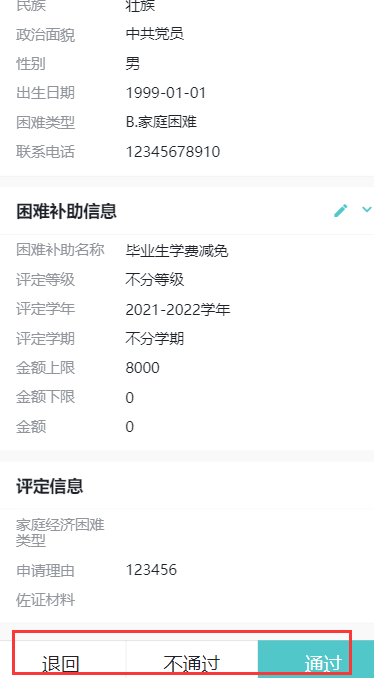 民族 壮族
政治面貌 中共党员
性别 男
出生日期 1999-01-01
困难类型 B.家庭困难
联系电话 12345678910
困难补助信息
困难补助名称 毕业生学费减免
评定等级 不分等级
评定学年 2021-2022学年
评定学期 不分学期
金额上限 8000
金额下限 0
金额 0
评定信息
家庭经济困难
类型
申请理由 123456
佐证材料
退回 不通过 通过